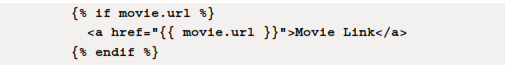 {% if movie.url %}
<a href="{{ movie.url }}">Movie Link</a>
{% endif %}